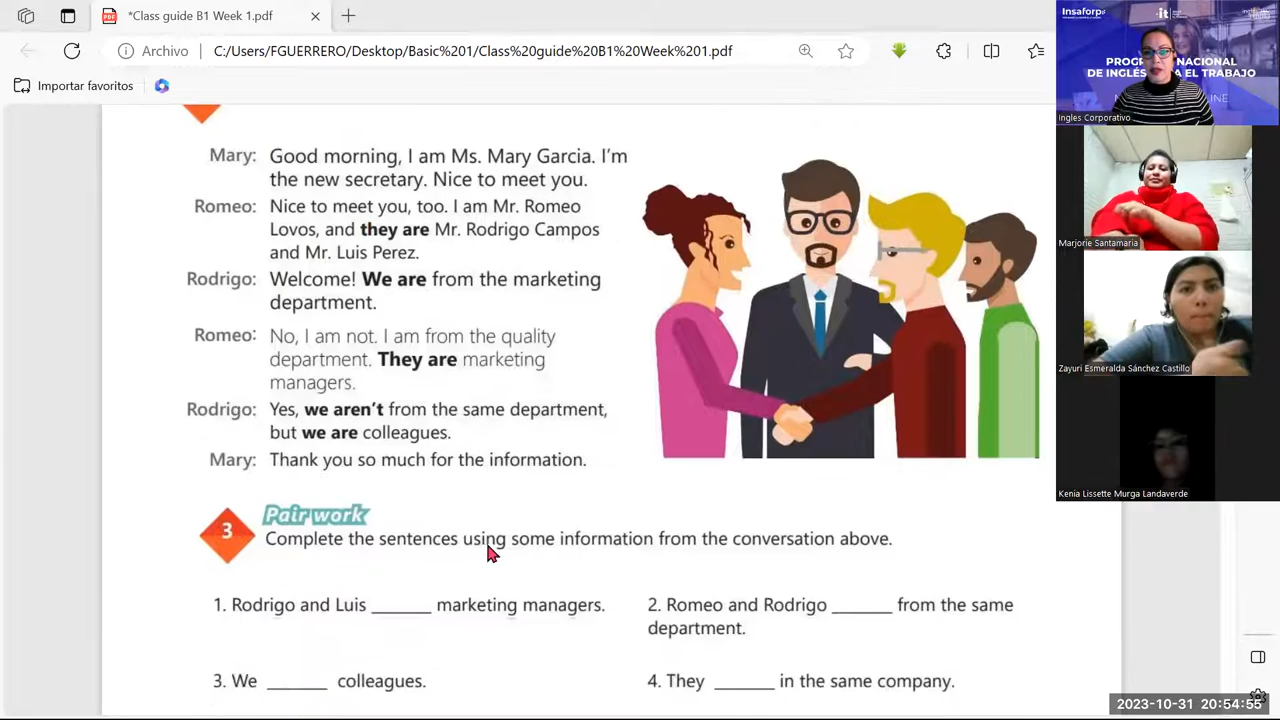 *Class guide B1 Week 1.pdf
Archivo
C:/Users/FGUERRERO/Desktop/Basic%201/Class%20guide%20B1%20Week%201.pdf
Importar favoritos
Mary: Good morning, I am Ms. Mary Garcia. I'm
the new secretary. Nice to meet you.
Romeo: Nice to meet you, too. I am Mr. Romeo
Lovos, and they are Mr. Rodrigo Campos
and Mr. Luis Perez.
Rodrigo: Welcome! We are from the marketing
department.
Romeo: No, I am not. I am from the quality
department. They are marketing
managers.
Rodrigo: Yes, we aren't from the same department,
but we are colleagues.
Mary: Thank you so much for the information.
3
Pair work
Complete the sentences using some information from the conversation above.
1. Rodrigo and Luis _______ marketing managers.
2. Romeo and Rodrigo _______ from the same
department.
3. We _______ colleagues.
4. They _______ in the same company.
Insaforp
it
PROG NACIONAL
DE INGLÉS A EL TRABAJO
Ingles Corporativo
Marjorie Santamaria
Zayuri Esmeralda Sánchez Castillo
Kenia Lissette Murga Landaverde
2023-10-31 20:54:55